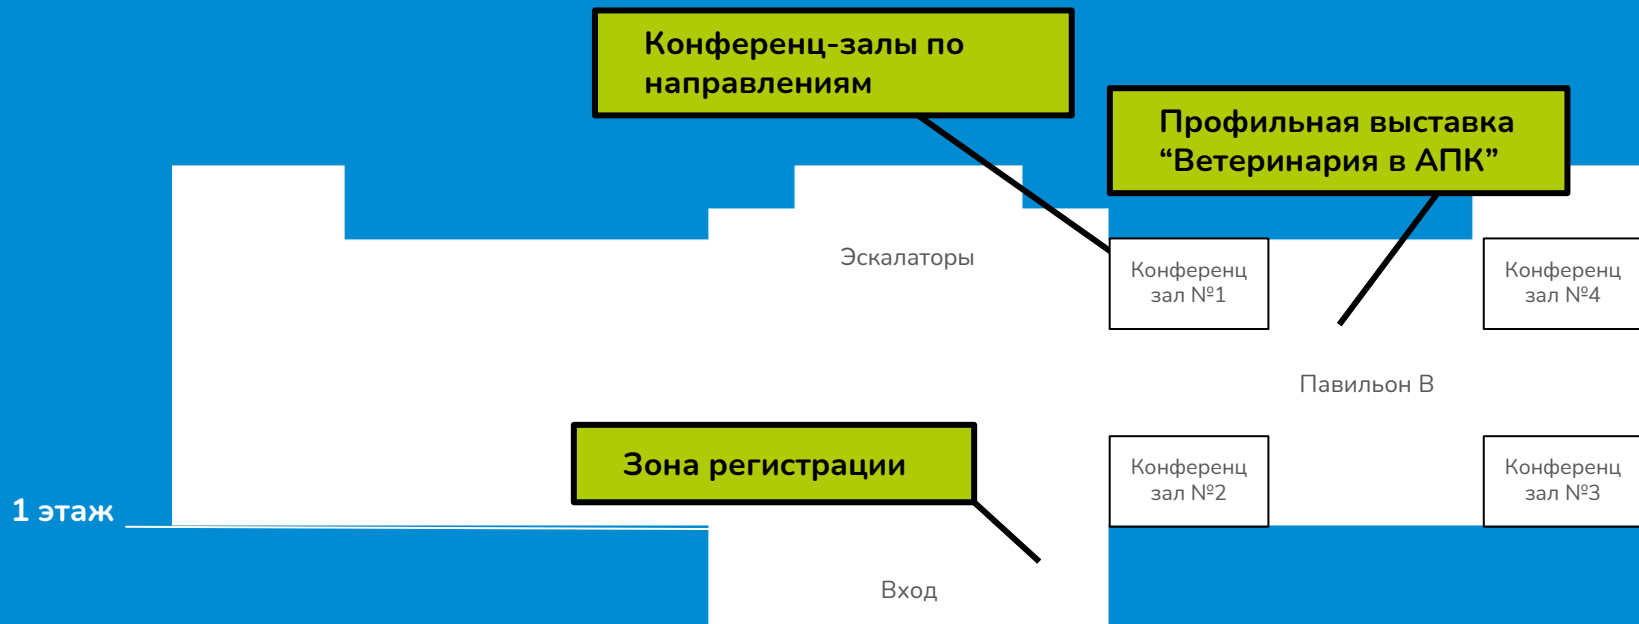 Конференц-залы по
направлениям
Профильная выставка
“Ветеринария в АПК”
Эскалаторы
Конференц
зал №1
Конференц
зал №4
Павильон В
Зона регистрации
Конференц
зал №2
Конференц
зал №3
1 этаж
Вход